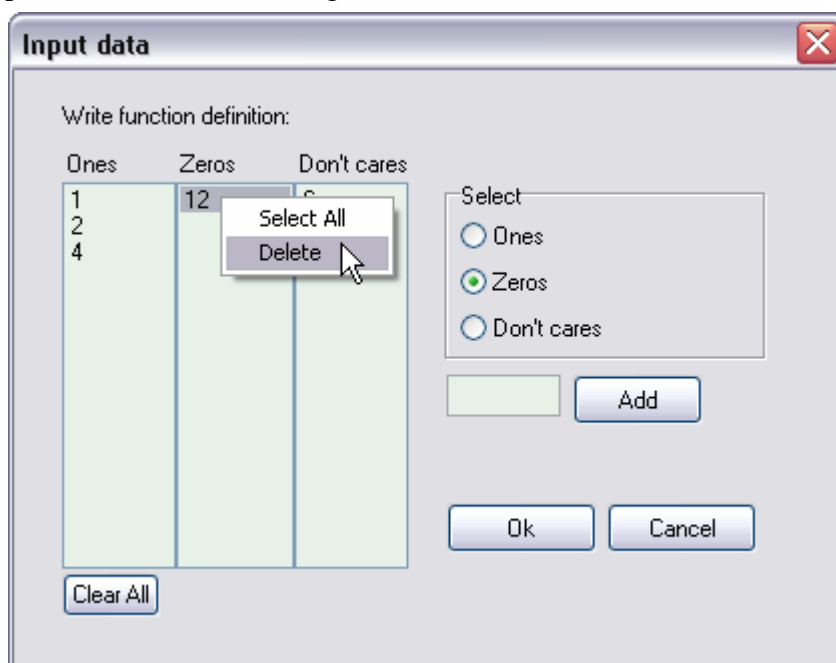 Input data
Write function definition:
Ones Zeros Don't cares
1
2
4
12
Select All
Delete
Select
Ones
Zeros
Don't cares
Add
Ok Cancel
Clear All